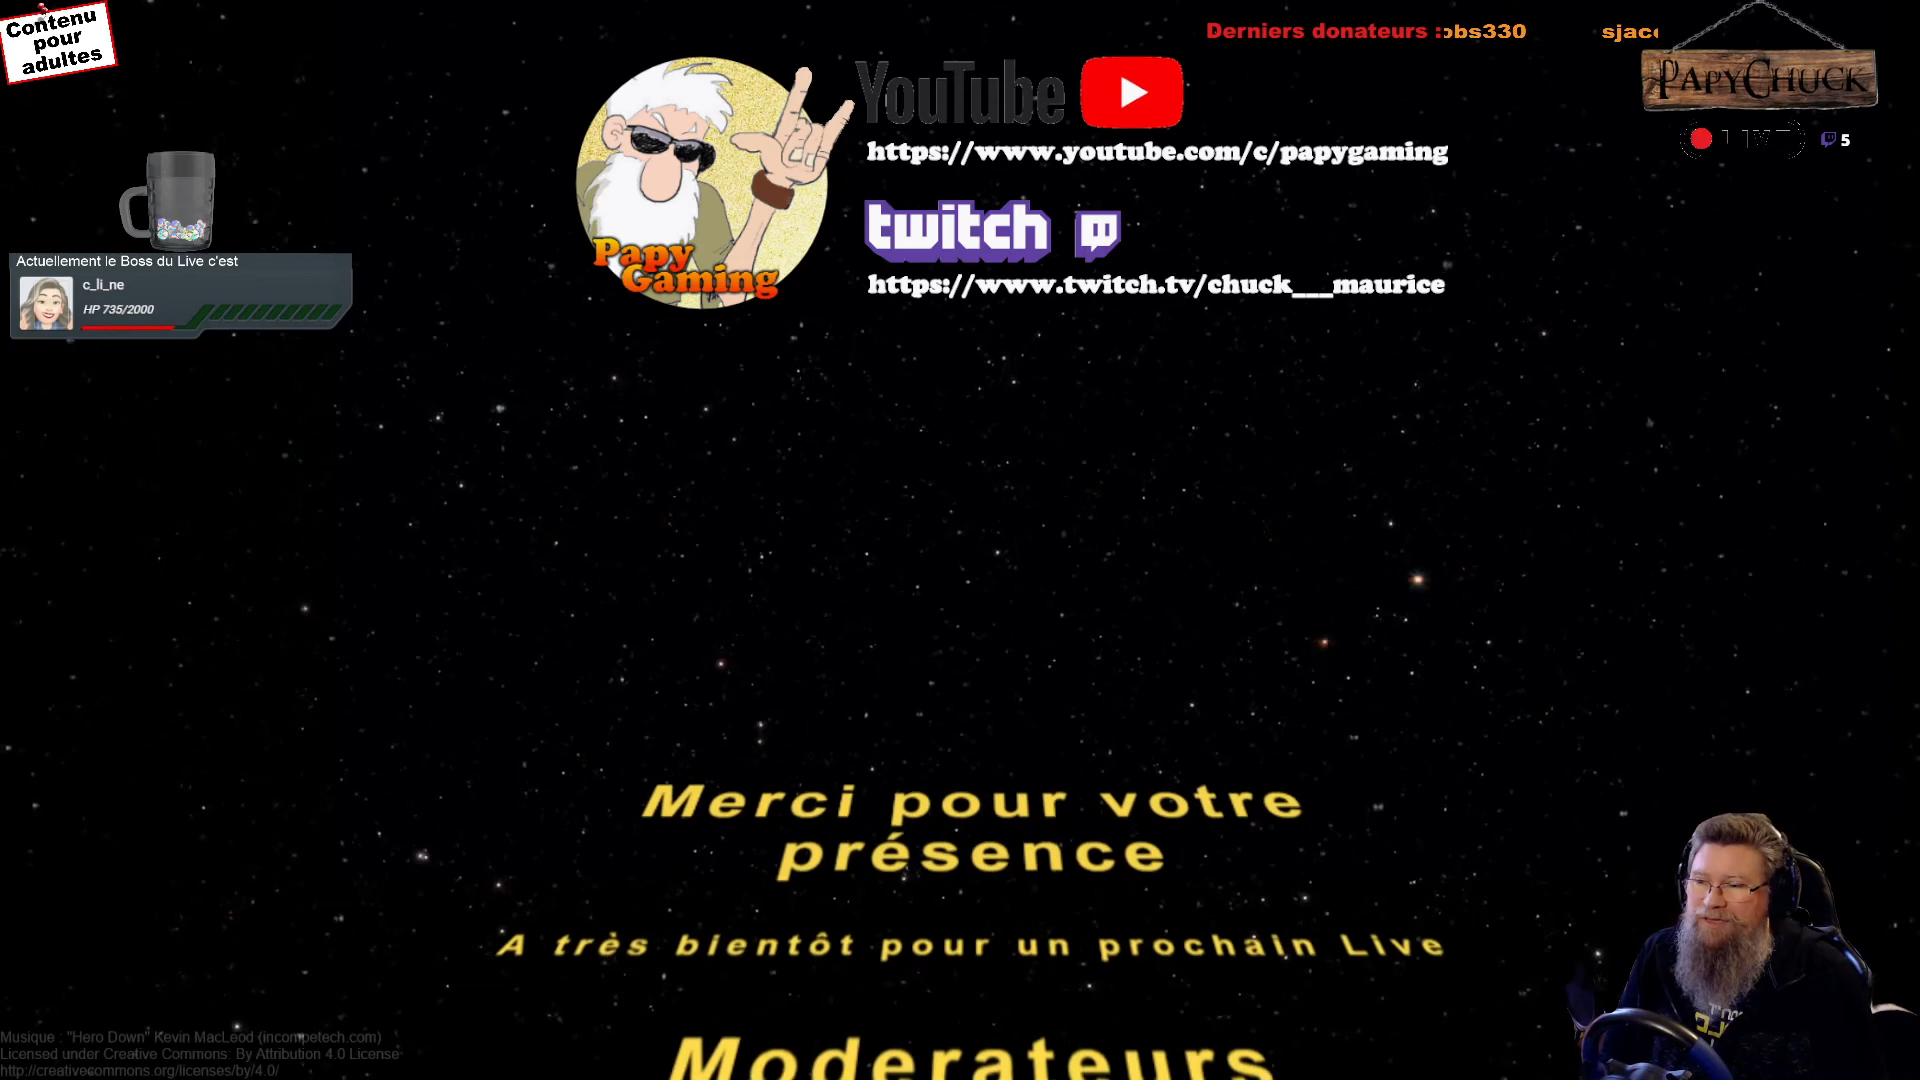 Contenu
pour
adultes
Derniers donateurs :
obs330
sjac
PAPYCHUCK
LIVE
5
YouTube
https://www.youtube.com/c/papygaming
twitch
https://www.twitch.tv/chuck___maurice
Papy
Gaming
Actuellement le Boss du Live c'est
c_li_ne
HP 735/2000
Merci pour votre
présence
A très bientôt pour un prochain Live
Moderateurs
Musique : "Hero Down" Kevin MacLeod (incompetech.com)
Licensed under Creative Commons: By Attribution 4.0 License
http://creativecommons.org/licenses/by/4.0/